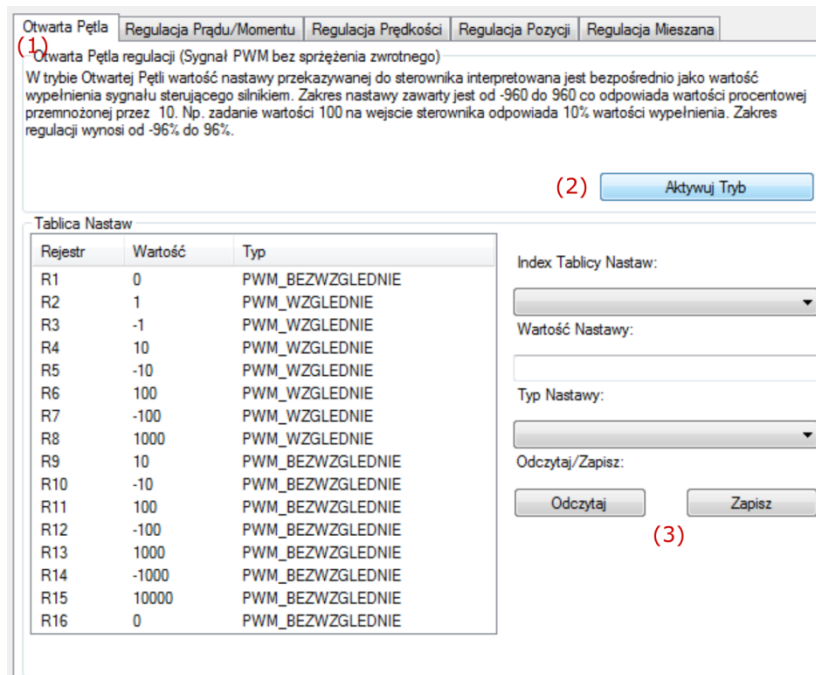 Otwarta Pętla Regulacja Prądu/Momentu Regulacja Prędkości Regulacja Pozycji Regulacja Mieszana
(1)
Otwarta Pętla regulacji (Sygnał PWM bez sprzężenia zwrotnego)
W trybie Otwartej Pętli wartość nastawy przekazywanej do sterownika interpretowana jest bezpośrednio jako wartość
wypełnienia sygnału sterującego silnikiem. Zakres nastawy zawarty jest od -960 do 960 co odpowiada wartości procentowej
przemnożonej przez 10. Np. zadanie wartości 100 na wejscie sterownika odpowiada 10% wartości wypełnienia. Zakres
regulacji wynosi od -96% do 96%.
(2) Aktywuj Tryb
Tablica Nastaw
Rejestr Wartość Typ
R1 0 PWM_BEZWZGLEDNIE
R2 1 PWM_WZGLEDNIE
R3 -1 PWM_WZGLEDNIE
R4 10 PWM_WZGLEDNIE
R5 -10 PWM_WZGLEDNIE
R6 100 PWM_WZGLEDNIE
R7 -100 PWM_WZGLEDNIE
R8 1000 PWM_WZGLEDNIE
R9 10 PWM_BEZWZGLEDNIE
R10 -10 PWM_BEZWZGLEDNIE
R11 100 PWM_BEZWZGLEDNIE
R12 -100 PWM_BEZWZGLEDNIE
R13 1000 PWM_BEZWZGLEDNIE
R14 -1000 PWM_BEZWZGLEDNIE
R15 10000 PWM_BEZWZGLEDNIE
R16 0 PWM_BEZWZGLEDNIE
Index Tablicy Nastaw:
Wartość Nastawy:
Typ Nastawy:
Odczytaj/Zapisz:
Odczytaj Zapisz
(3)